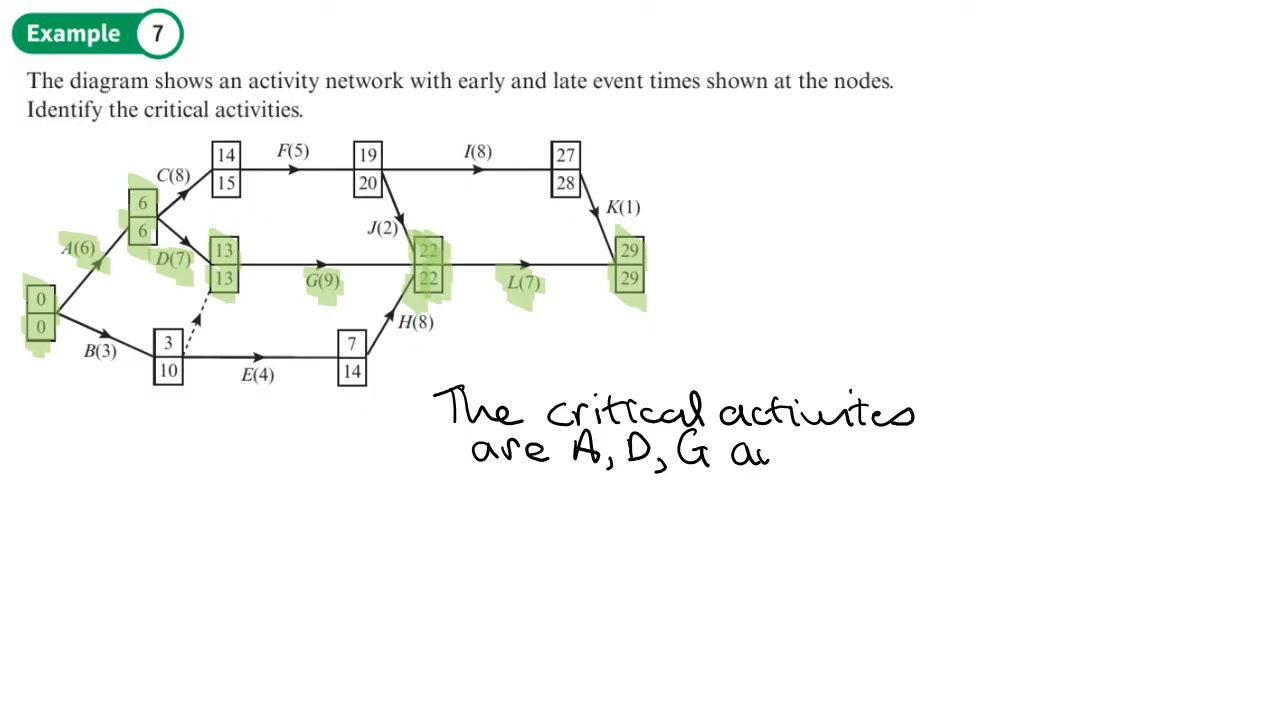 Example 7
The diagram shows an activity network with early and late event times shown at the nodes.
Identify the critical activities.
14
F(5)
19
I(8)
27
C(8)
15
20
28
6
K(1)
6
J(2)
A(6)
13
22
29
D(7)
13
G(9)
22
L(7)
29
0
0
H(8)
3
7
B(3)
10
E(4)
14
The critical activites
are A, D, G